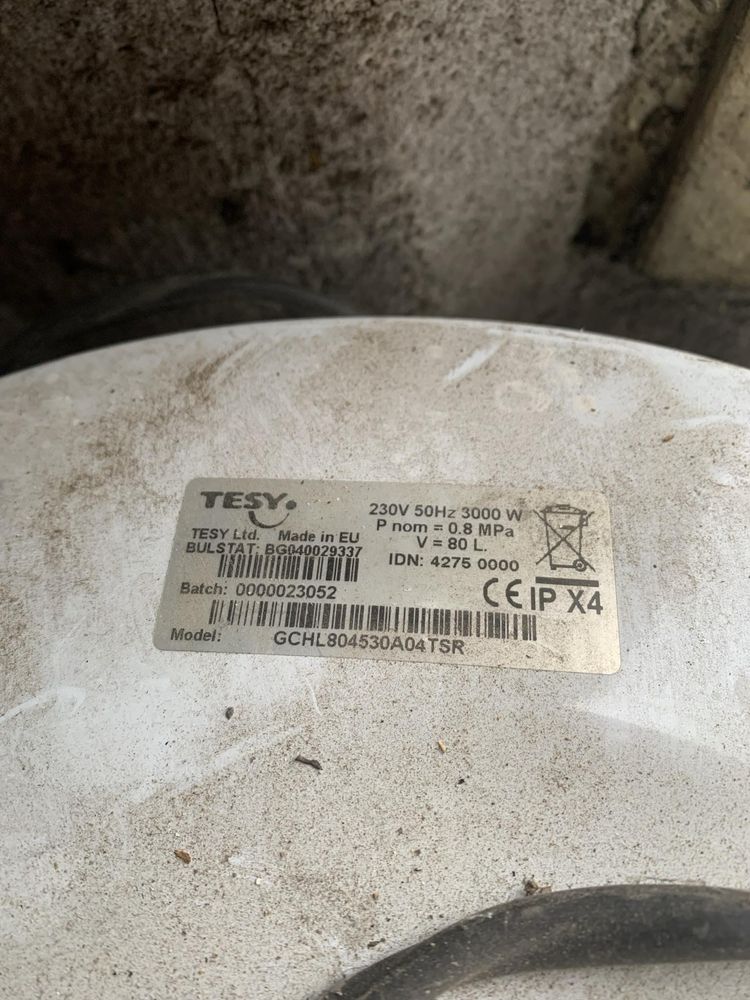 TESY
TESY Ltd. Made in EU
BULSTAT: BG040029337
230V 50Hz 3000 W
P nom = 0.8 MPa
V = 80 L.
IDN: 4275 0000
Batch: 0000023052
CE IP X4
Model: GCHL804530A04TSR